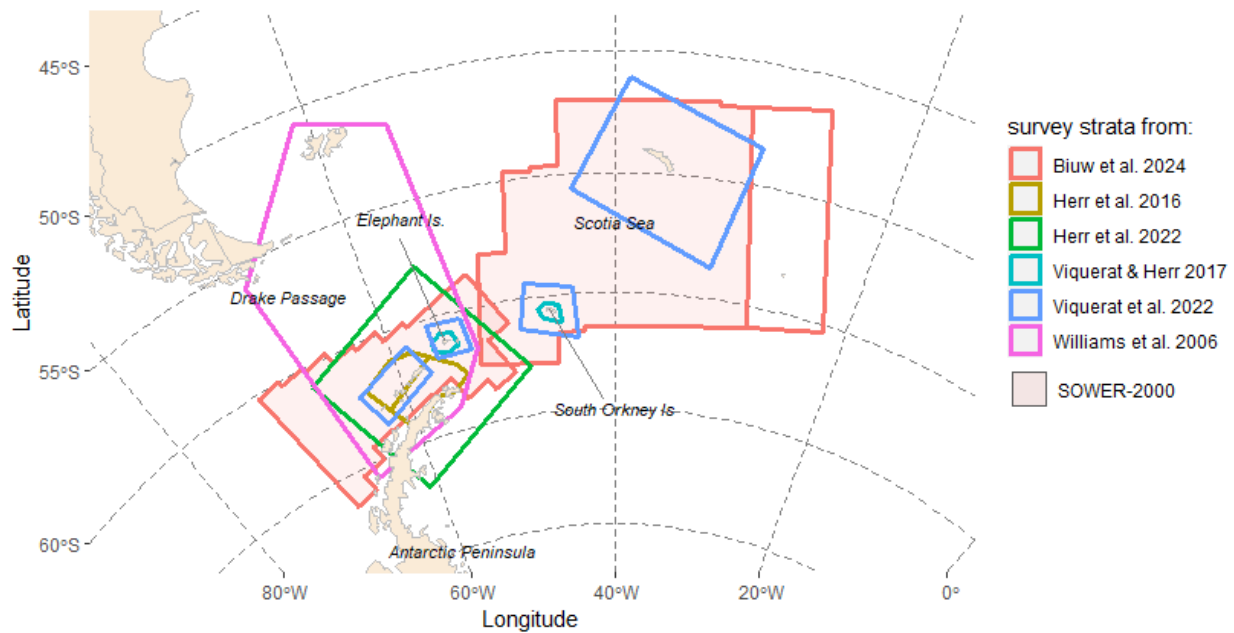 45°S
50°S
55°S
60°S
Latitude
Elephant Is.
Scotia Sea
Drake Passage
South Orkney Is
Antarctic Peninsula
80°W
60°W
40°W
20°W
0°
Longitude
survey strata from:
Biuw et al. 2024
Herr et al. 2016
Herr et al. 2022
Viquerat & Herr 2017
Viquerat et al. 2022
Williams et al. 2006
SOWER-2000